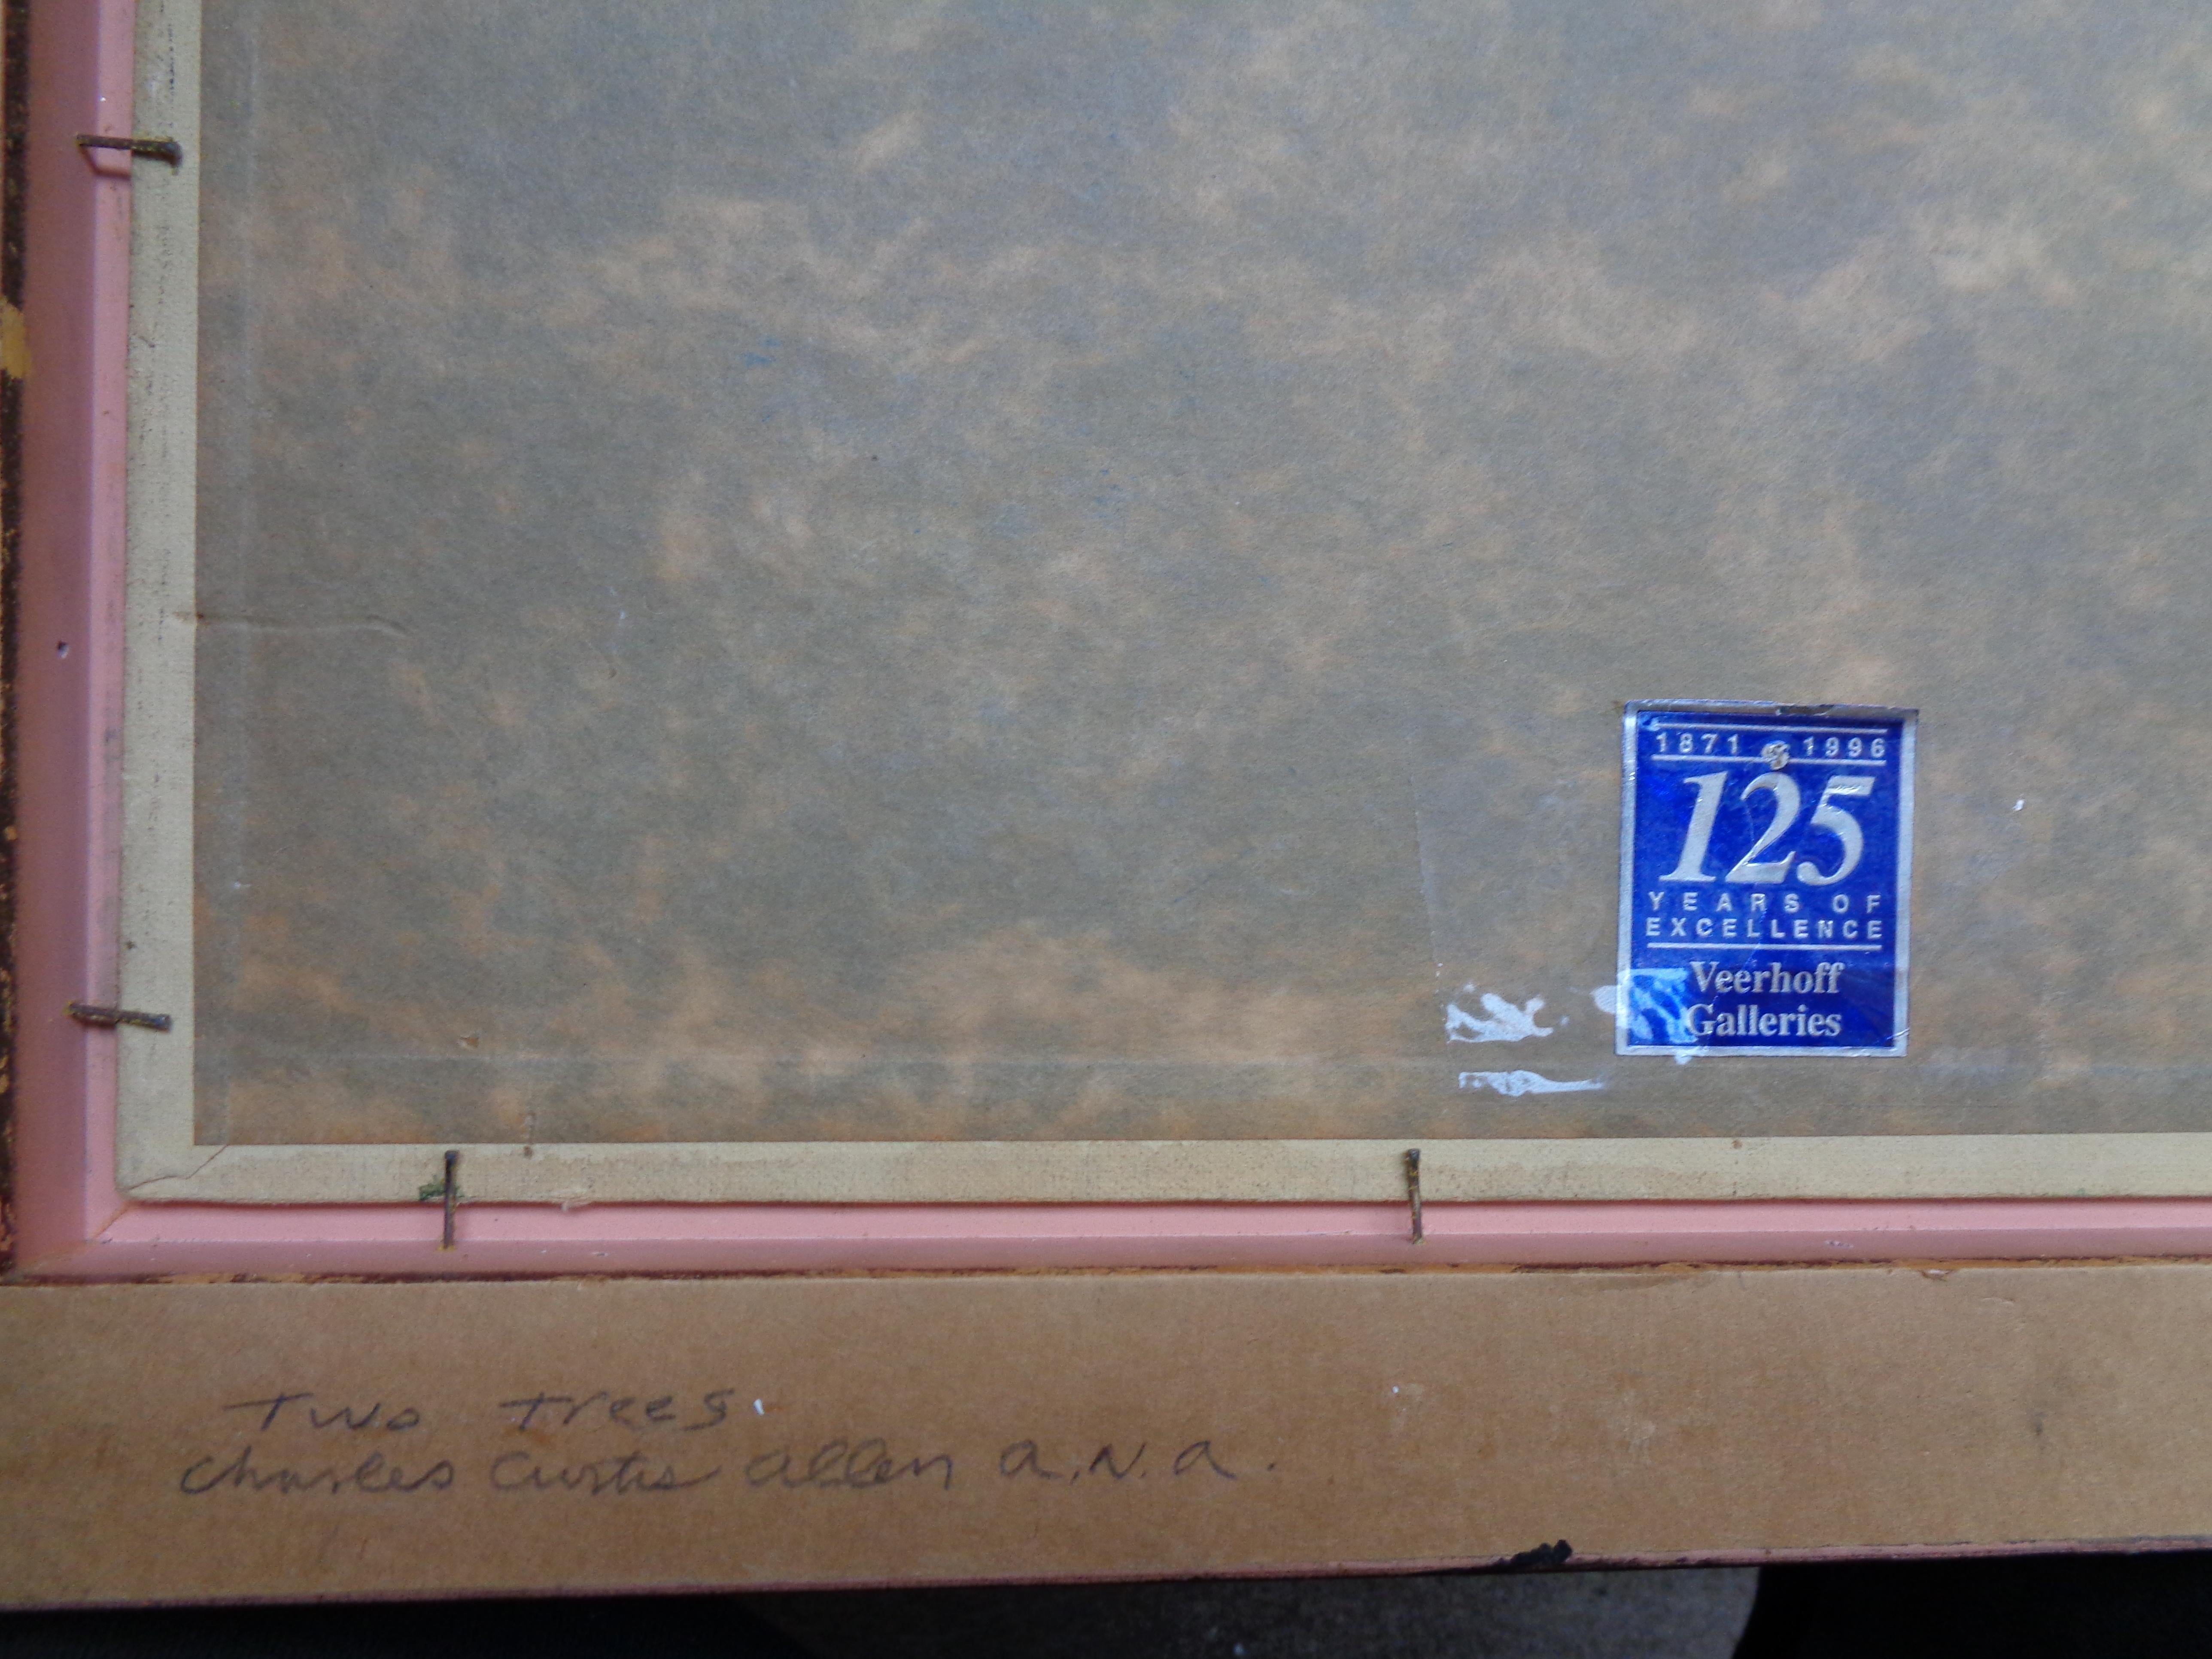 1871 1996
125
YEARS OF
EXCELLENCE
Veerhoff
Galleries
Two Trees
Charles Curtis Allen A.N.A.